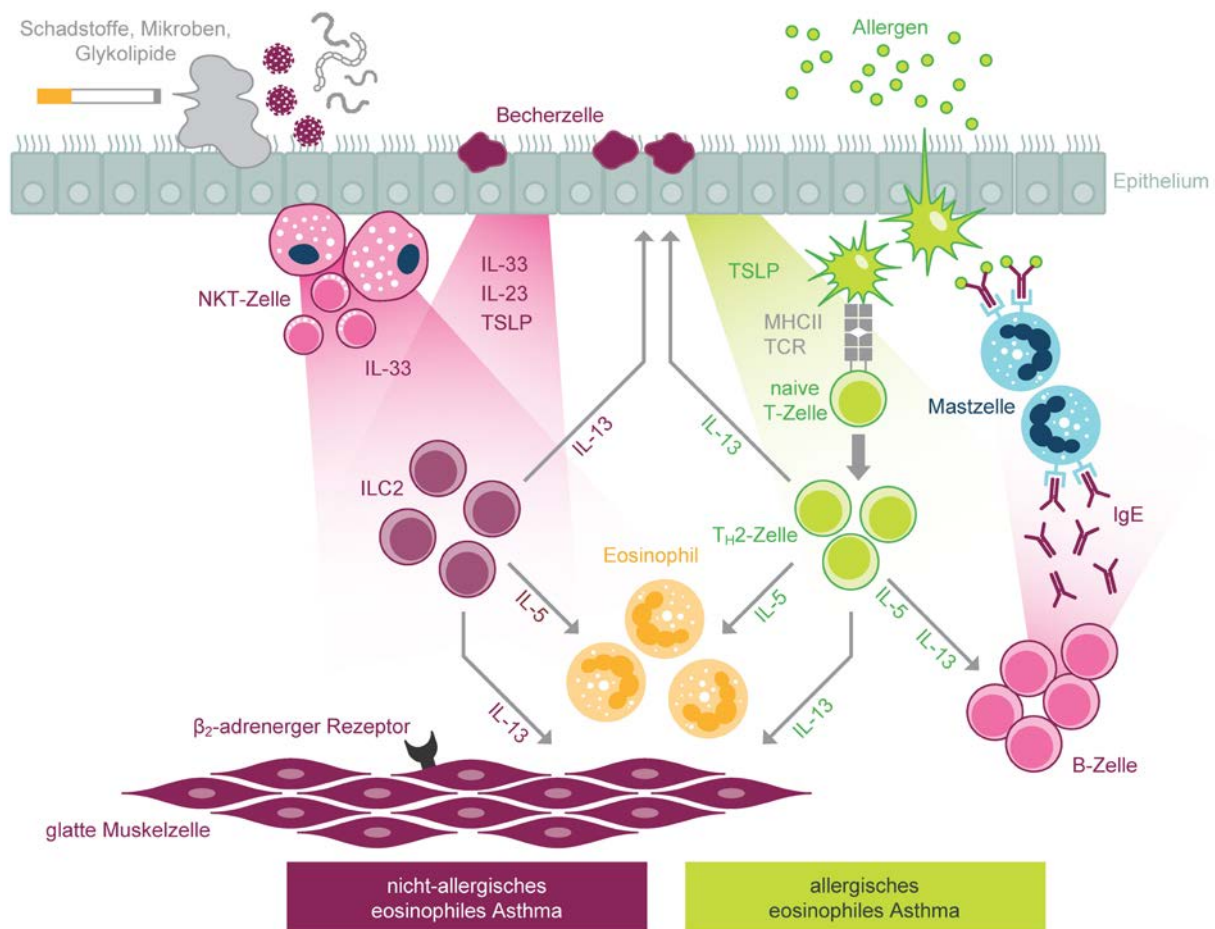 Schadstoffe, Mikroben,
Glykolipide
Allergen
Becherzelle
Epithelium
NKT-Zelle
IL-33
IL-33
IL-23
TSLP
TSLP
MHCII
TCR
naive
T-Zelle
Mastzelle
IgE
IL-13
IL-13
ILC2
TH2-Zelle
Eosinophil
IL-5
IL-5
IL-5
IL-13
IL-13
IL-13
B-Zelle
β2-adrenerger Rezeptor
glatte Muskelzelle
nicht-allergisches
eosinophiles Asthma
allergisches
eosinophiles Asthma